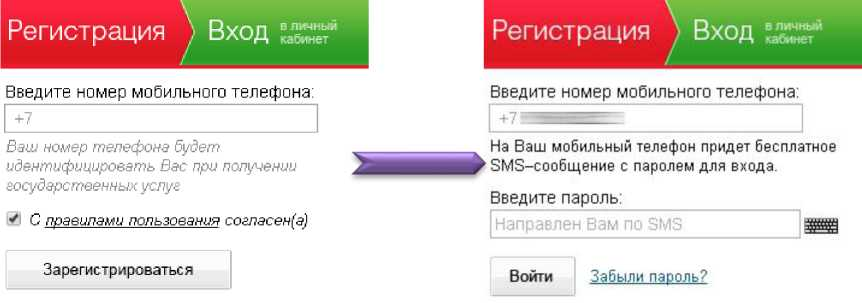 Регистрация
Вход
в личный
кабинет
Введите номер мобильного телефона:
+7
Ваш номер телефона будет
идентифицировать Вас при получении
государственных услуг
С правилами пользования согласен(а)
Зарегистрироваться
Регистрация
Вход
в личный
кабинет
Введите номер мобильного телефона:
+7
На Ваш мобильный телефон придет бесплатное
SMS–сообщение с паролем для входа.
Введите пароль:
Направлен Вам по SMS
Войти
Забыли пароль?